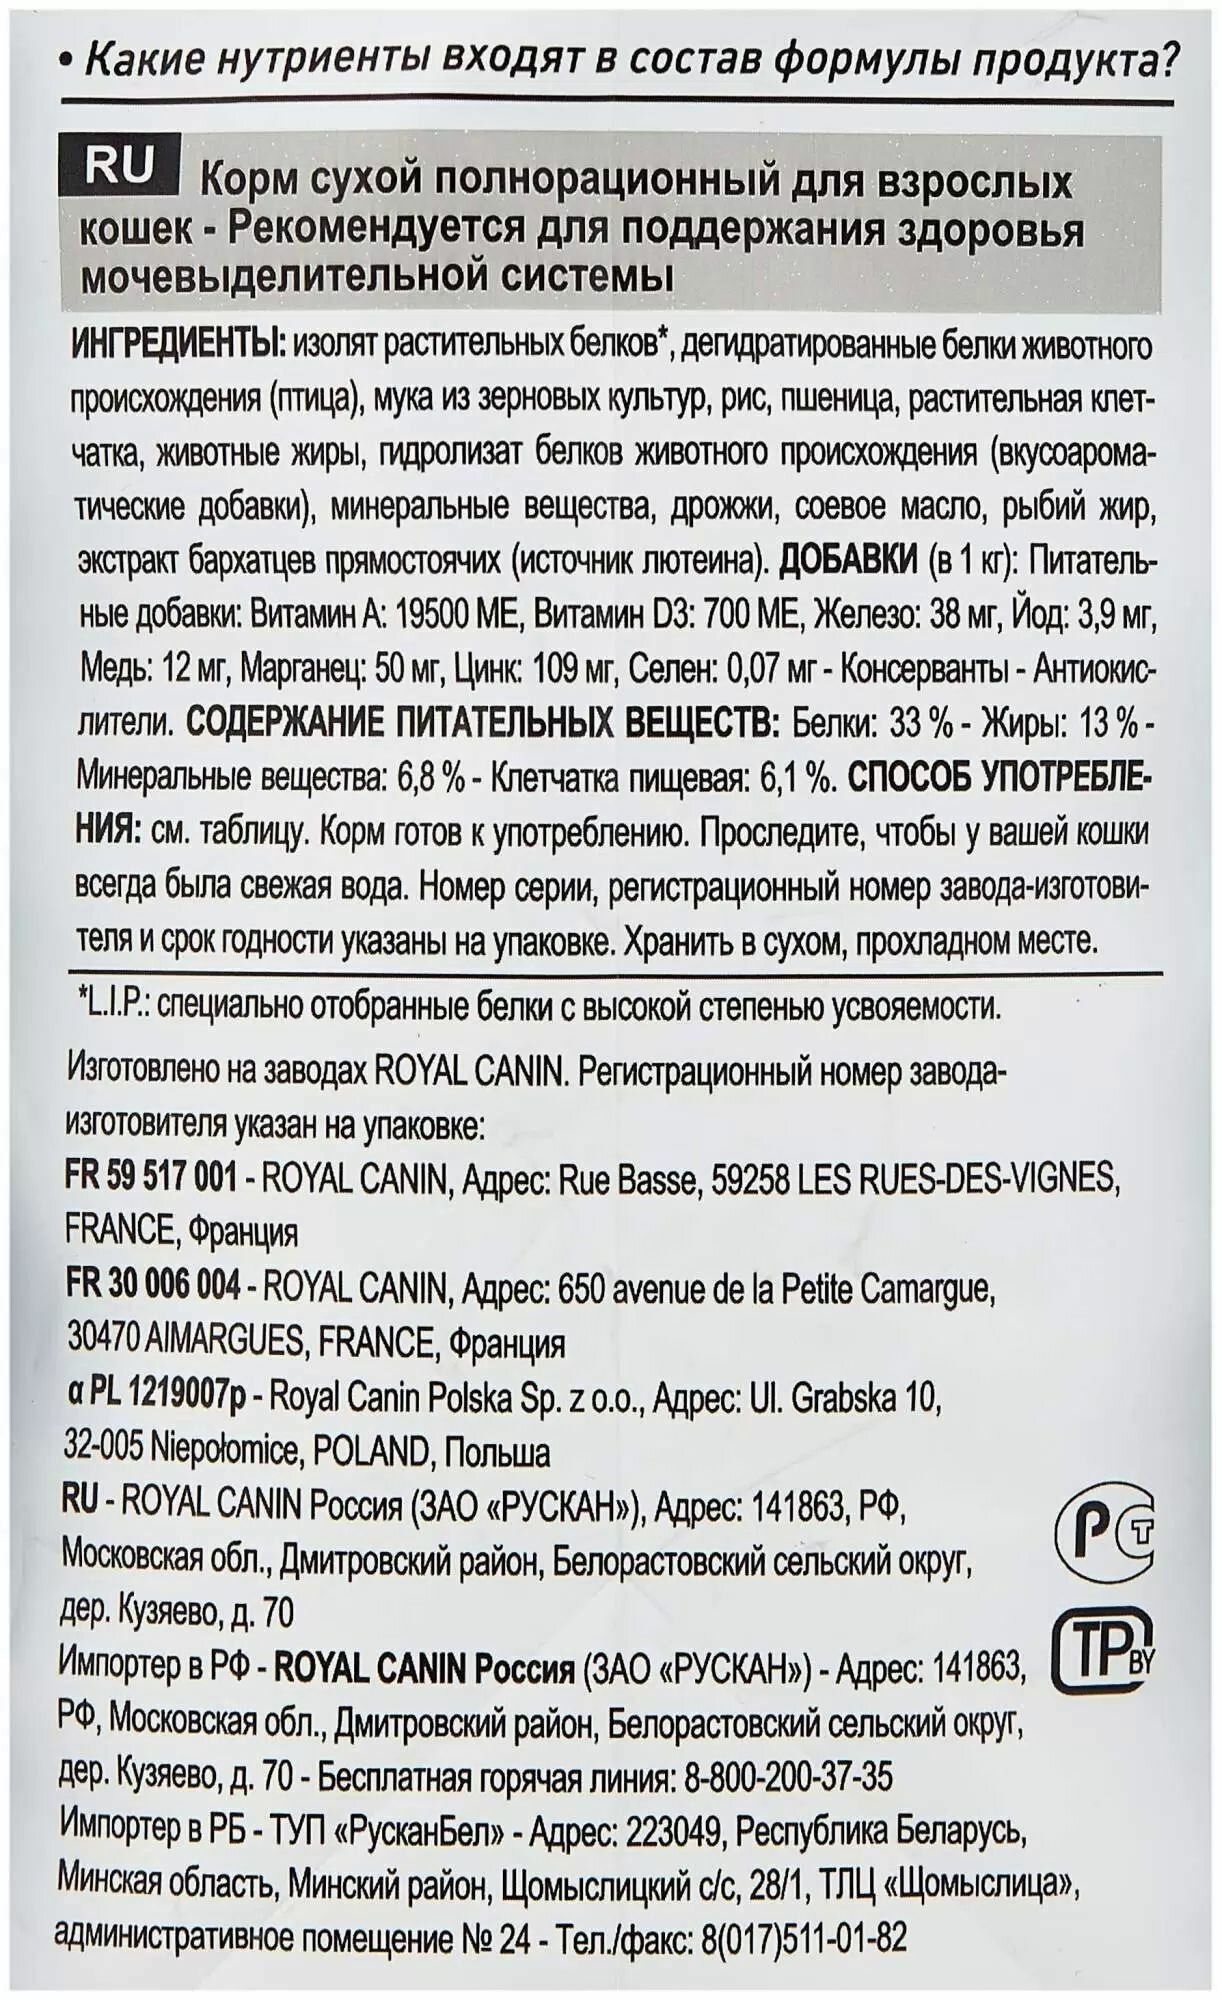 • Какие нутриенты входят в состав формулы продукта?
RU Корм сухой полнорационный для взрослых
кошек - Рекомендуется для поддержания здоровья
мочевыделительной системы
ИНГРЕДИЕНТЫ: изолят растительных белков*, дегидратированные белки животного
происхождения (птица), мука из зерновых культур, рис, пшеница, растительная клет-
чатка, животные жиры, гидролизат белков животного происхождения (вкусоарома-
тические добавки), минеральные вещества, дрожжи, соевое масло, рыбий жир,
экстракт бархатцев прямостоячих (источник лютеина). ДОБАВКИ (в 1 кг): Питатель-
ные добавки: Витамин А: 19500 МЕ, Витамин D3: 700 МЕ, Железо: 38 мг, Йод: 3,9 мг,
Медь: 12 мг, Марганец: 50 мг, Цинк: 109 мг, Селен: 0,07 мг - Консерванты - Антиокис-
лители. СОДЕРЖАНИЕ ПИТАТЕЛЬНЫХ ВЕЩЕСТВ: Белки: 33 % - Жиры: 13 % -
Минеральные вещества: 6,8 % - Клетчатка пищевая: 6,1 %. СПОСОБ УПОТРЕБЛЕ-
НИЯ: см. таблицу. Корм готов к употреблению. Проследите, чтобы у вашей кошки
всегда была свежая вода. Номер серии, регистрационный номер завода-изготови-
теля и срок годности указаны на упаковке. Хранить в сухом, прохладном месте.
*L.I.P.: специально отобранные белки с высокой степенью усвояемости.
Изготовлено на заводах ROYAL CANIN. Регистрационный номер завода-
изготовителя указан на упаковке:
FR 59 517 001 - ROYAL CANIN, Адрес: Rue Basse, 59258 LES RUES-DES-VIGNES,
FRANCE, Франция
FR 30 006 004 - ROYAL CANIN, Адрес: 650 avenue de la Petite Camargue,
30470 AIMARGUES, FRANCE, Франция
α PL 1219007p - Royal Canin Polska Sp. z o.o., Адрес: Ul. Grabska 10,
32-005 Niepołomice, POLAND, Польша
RU - ROYAL CANIN Россия (ЗАО «РУСКАН»), Адрес: 141863, РФ,
Московская обл., Дмитровский район, Белорастовский сельский округ,
дер. Кузяево, д. 70
Импортер в РФ - ROYAL CANIN Россия (ЗАО «РУСКАН») - Адрес: 141863,
РФ, Московская обл., Дмитровский район, Белорастовский сельский округ,
дер. Кузяево, д. 70 - Бесплатная горячая линия: 8-800-200-37-35
Импортер в РБ - ТУП «РусканБел» - Адрес: 223049, Республика Беларусь,
Минская область, Минский район, Щомыслицкий с/с, 28/1, ТЛЦ «Щомыслица»,
административное помещение № 24 - Тел./факс: 8(017)511-01-82
РСТ
TP BY